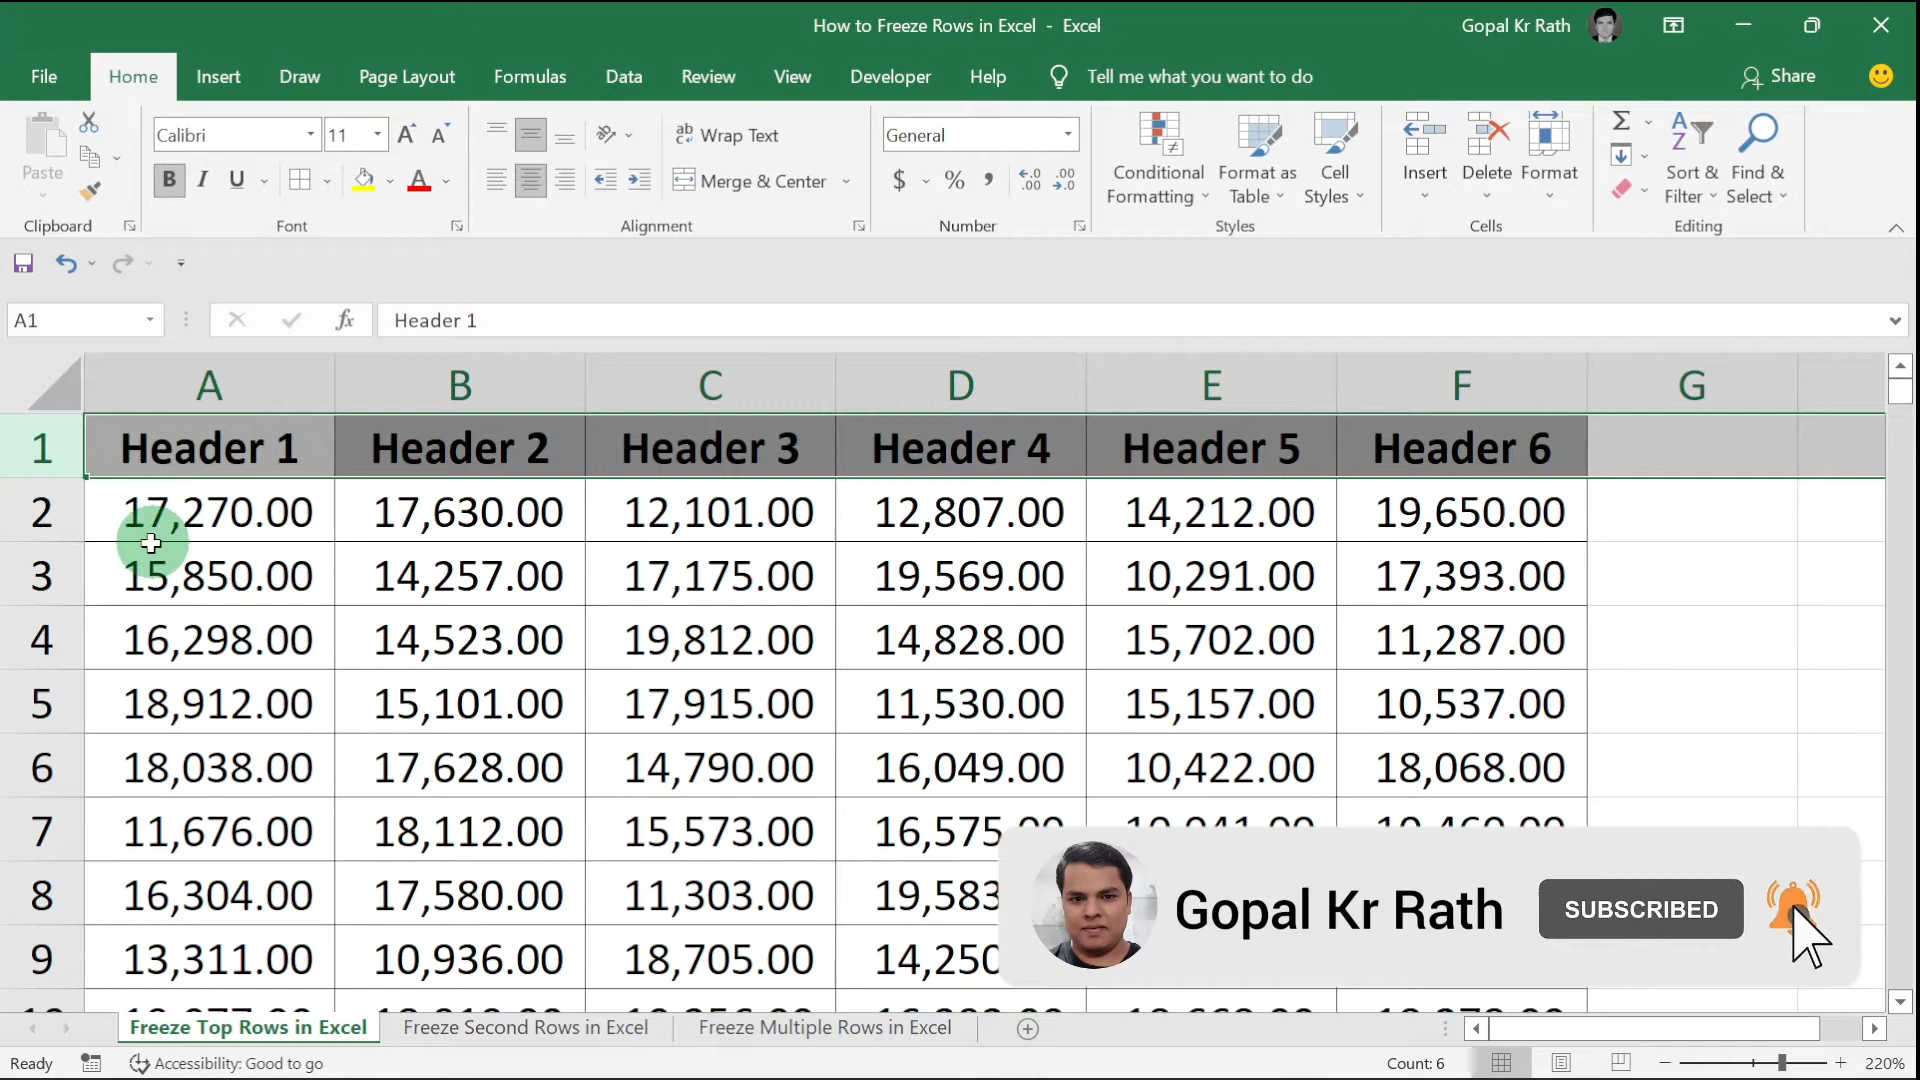 How to Freeze Rows in Excel - Excel
Gopal Kr Rath
File Home Insert Draw Page Layout Formulas Data Review View Developer Help Tell me what you want to do Share
Paste
Clipboard
Calibri 11
B I U
Font
Wrap Text
Merge & Center
Alignment
General
$ % ,
Number
Conditional Formatting
Format as Table
Cell Styles
Styles
Insert Delete Format
Cells
Sort & Filter
Find & Select
Editing
A1 fx Header 1
A B C D E F G
1 Header 1 Header 2 Header 3 Header 4 Header 5 Header 6
2 17,270.00 17,630.00 12,101.00 12,807.00 14,212.00 19,650.00
3 15,850.00 14,257.00 17,175.00 19,569.00 10,291.00 17,393.00
4 16,298.00 14,523.00 19,812.00 14,828.00 15,702.00 11,287.00
5 18,912.00 15,101.00 17,915.00 11,530.00 15,157.00 10,537.00
6 18,038.00 17,628.00 14,790.00 16,049.00 10,422.00 18,068.00
7 11,676.00 18,112.00 15,573.00 16,575
8 16,304.00 17,580.00 11,303.00 19,583
9 13,311.00 10,936.00 18,705.00 14,250
Gopal Kr Rath SUBSCRIBED
Freeze Top Rows in Excel Freeze Second Rows in Excel Freeze Multiple Rows in Excel
Ready Accessibility: Good to go Count: 6 220%